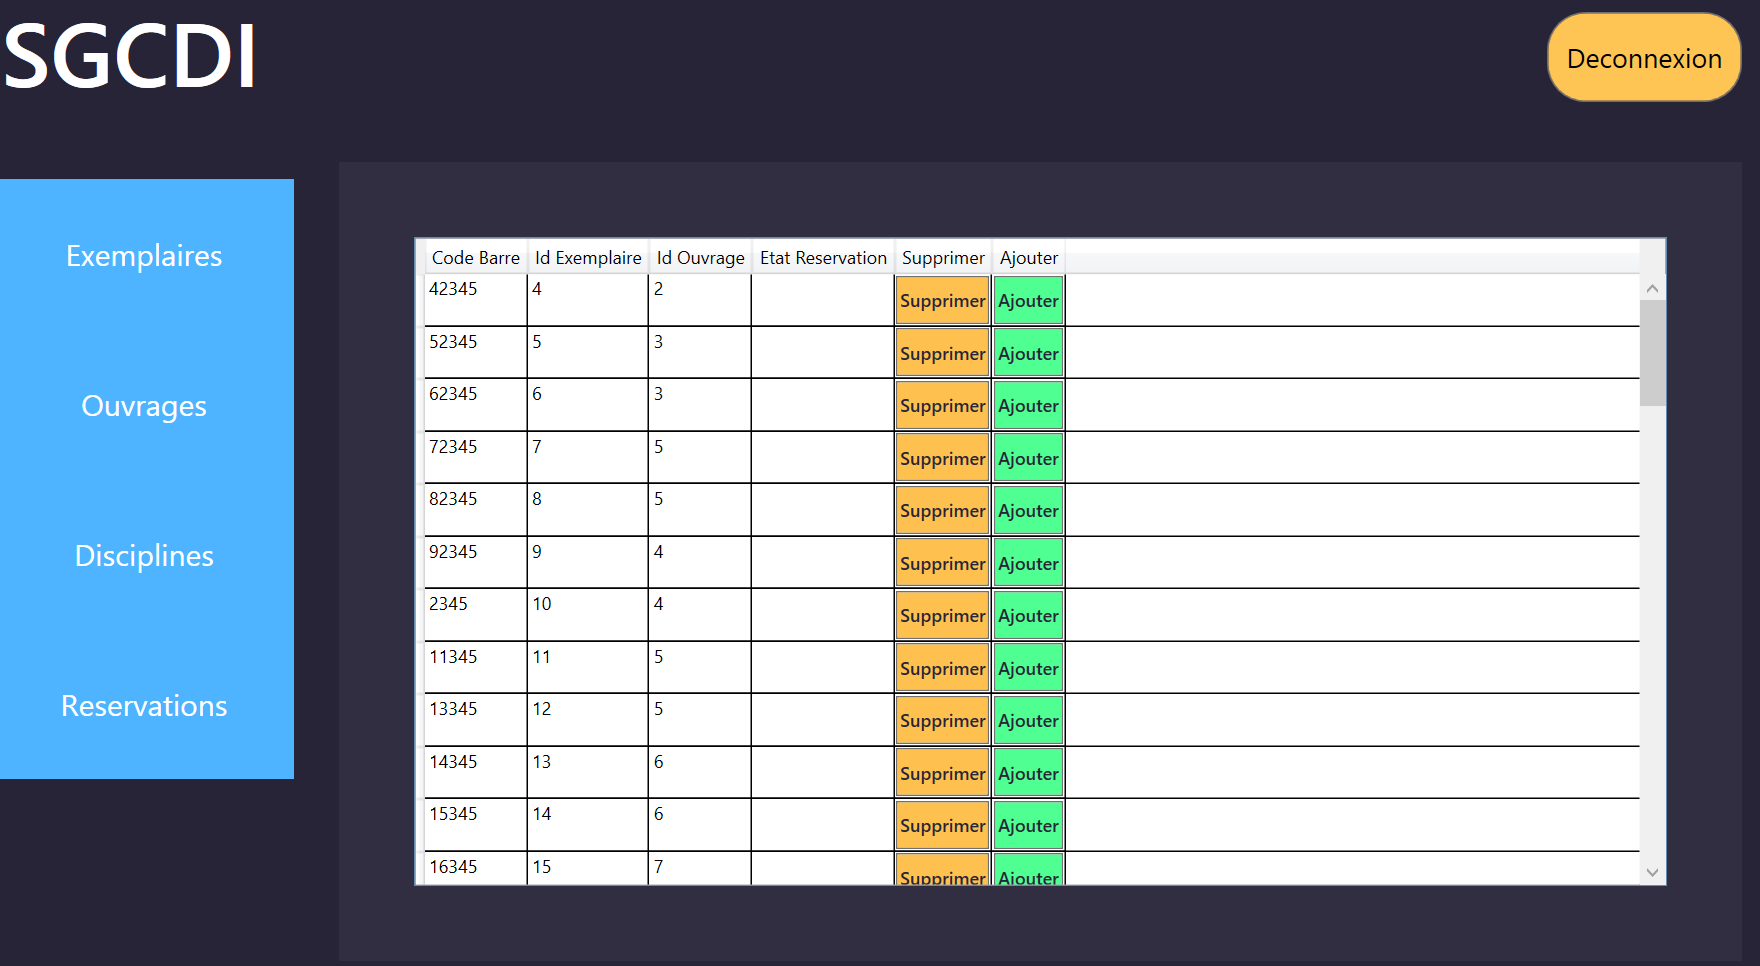 SGCDI
Deconnexion
Exemplaires
Ouvrages
Disciplines
Reservations
Code Barre Id Exemplaire Id Ouvrage Etat Reservation Supprimer Ajouter
42345 4 2 Supprimer Ajouter
52345 5 3 Supprimer Ajouter
62345 6 3 Supprimer Ajouter
72345 7 5 Supprimer Ajouter
82345 8 5 Supprimer Ajouter
92345 9 4 Supprimer Ajouter
2345 10 4 Supprimer Ajouter
11345 11 5 Supprimer Ajouter
13345 12 5 Supprimer Ajouter
14345 13 6 Supprimer Ajouter
15345 14 6 Supprimer Ajouter
16345 15 7 Supprimer Ajouter